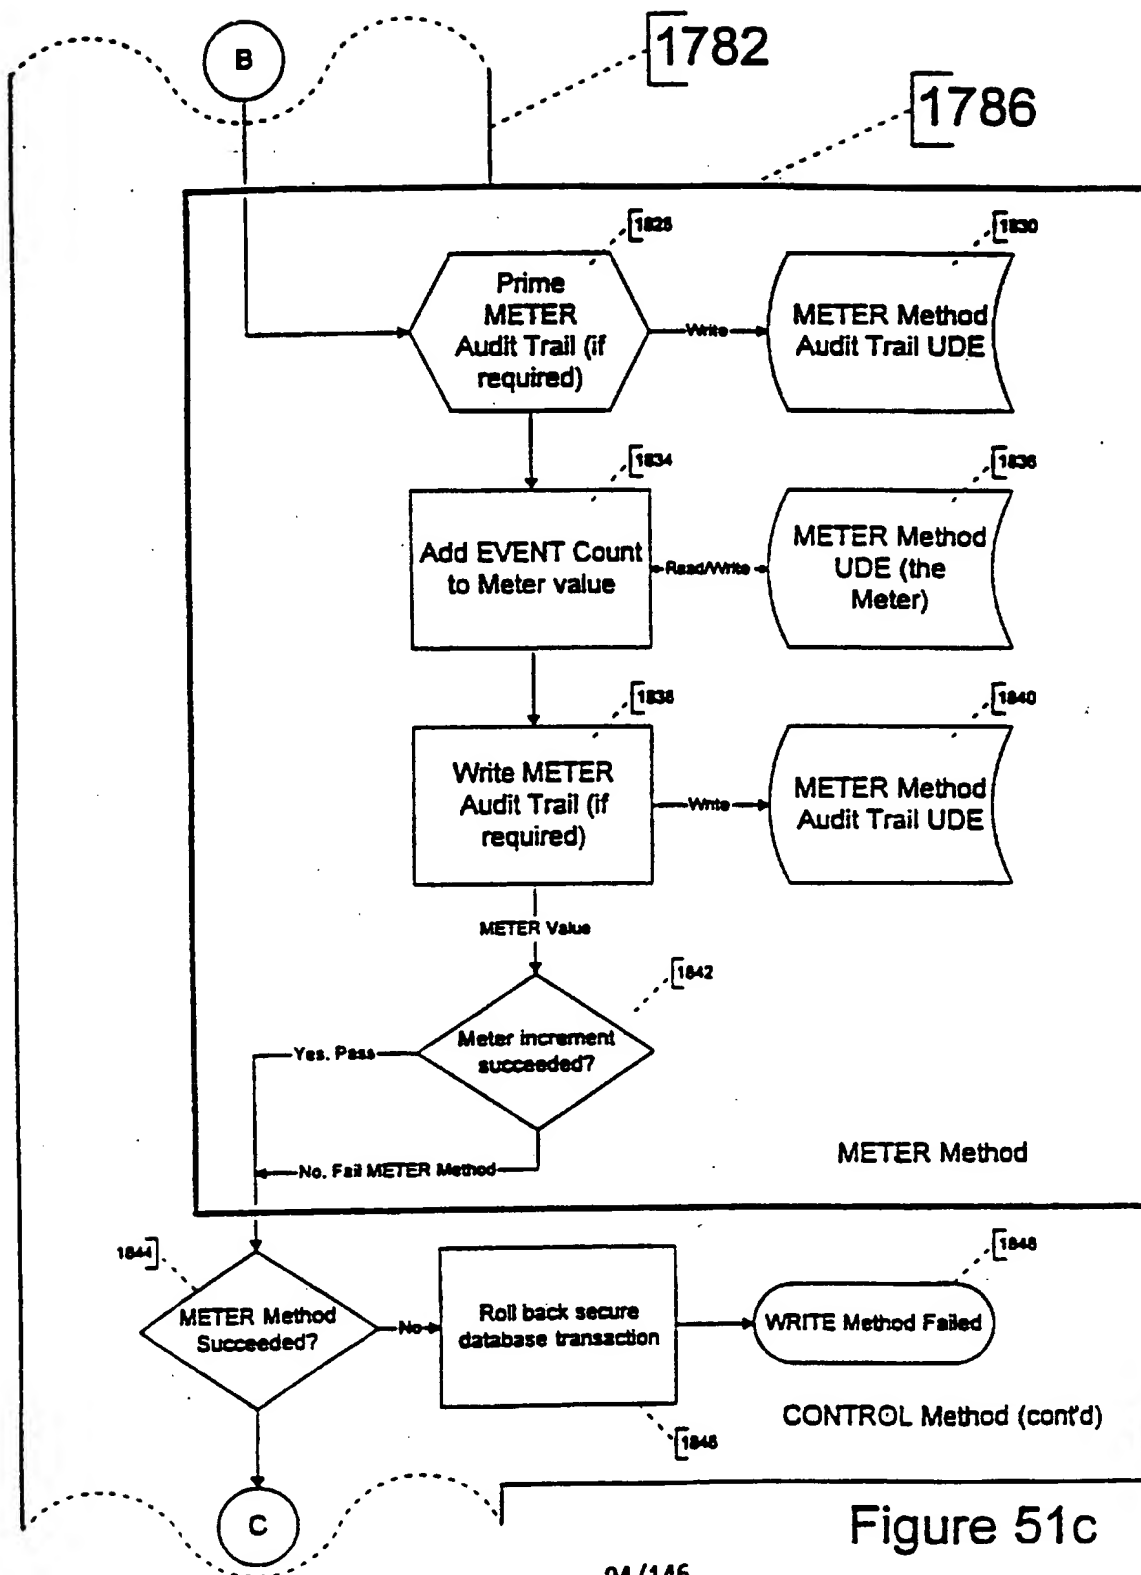 B
1782
1786
1828
Prime
METER
Audit Trail (if
required)
Write
1830
METER Method
Audit Trail UDE
1834
Add EVENT Count
to Meter value
Read/Write
1836
METER Method
UDE (the
Meter)
1838
Write METER
Audit Trail (if
required)
Write
1840
METER Method
Audit Trail UDE
METER Value
1842
Meter increment
succeeded?
Yes. Pass
No. Fail METER Method
METER Method
1844
METER Method
Succeeded?
No
Roll back secure
database transaction
1846
1848
WRITE Method Failed
CONTROL Method (cont'd)
C
Figure 51c
94/146